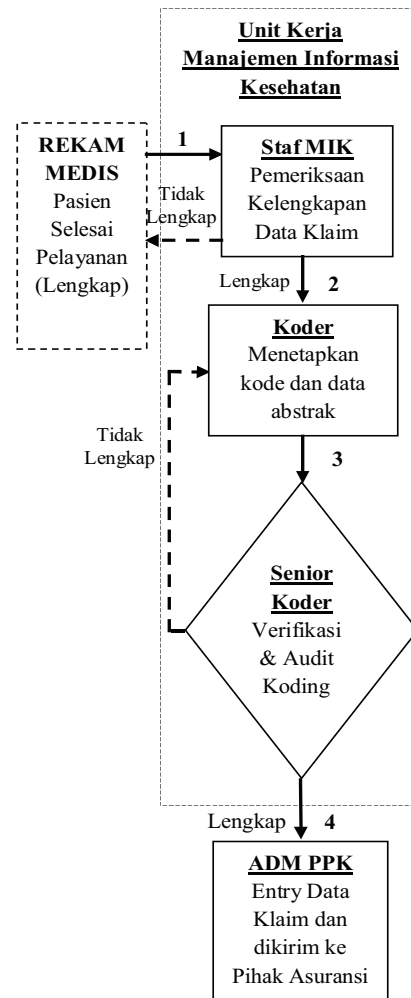 Unit Kerja
Manajemen Informasi
Kesehatan
REKAM
MEDIS
Pasien
Selesai
Pelayanan
(Lengkap)
1
Tidak
Lengkap
Staf MIK
Pemeriksaan
Kelengkapan
Data Klaim
Lengkap
2
Koder
Menetapkan
kode dan data
abstrak
Tidak
Lengkap
3
Senior
Koder
Verifikasi
& Audit
Koding
Lengkap
4
ADM PPK
Entry Data
Klaim dan
dikirim ke
Pihak Asuransi